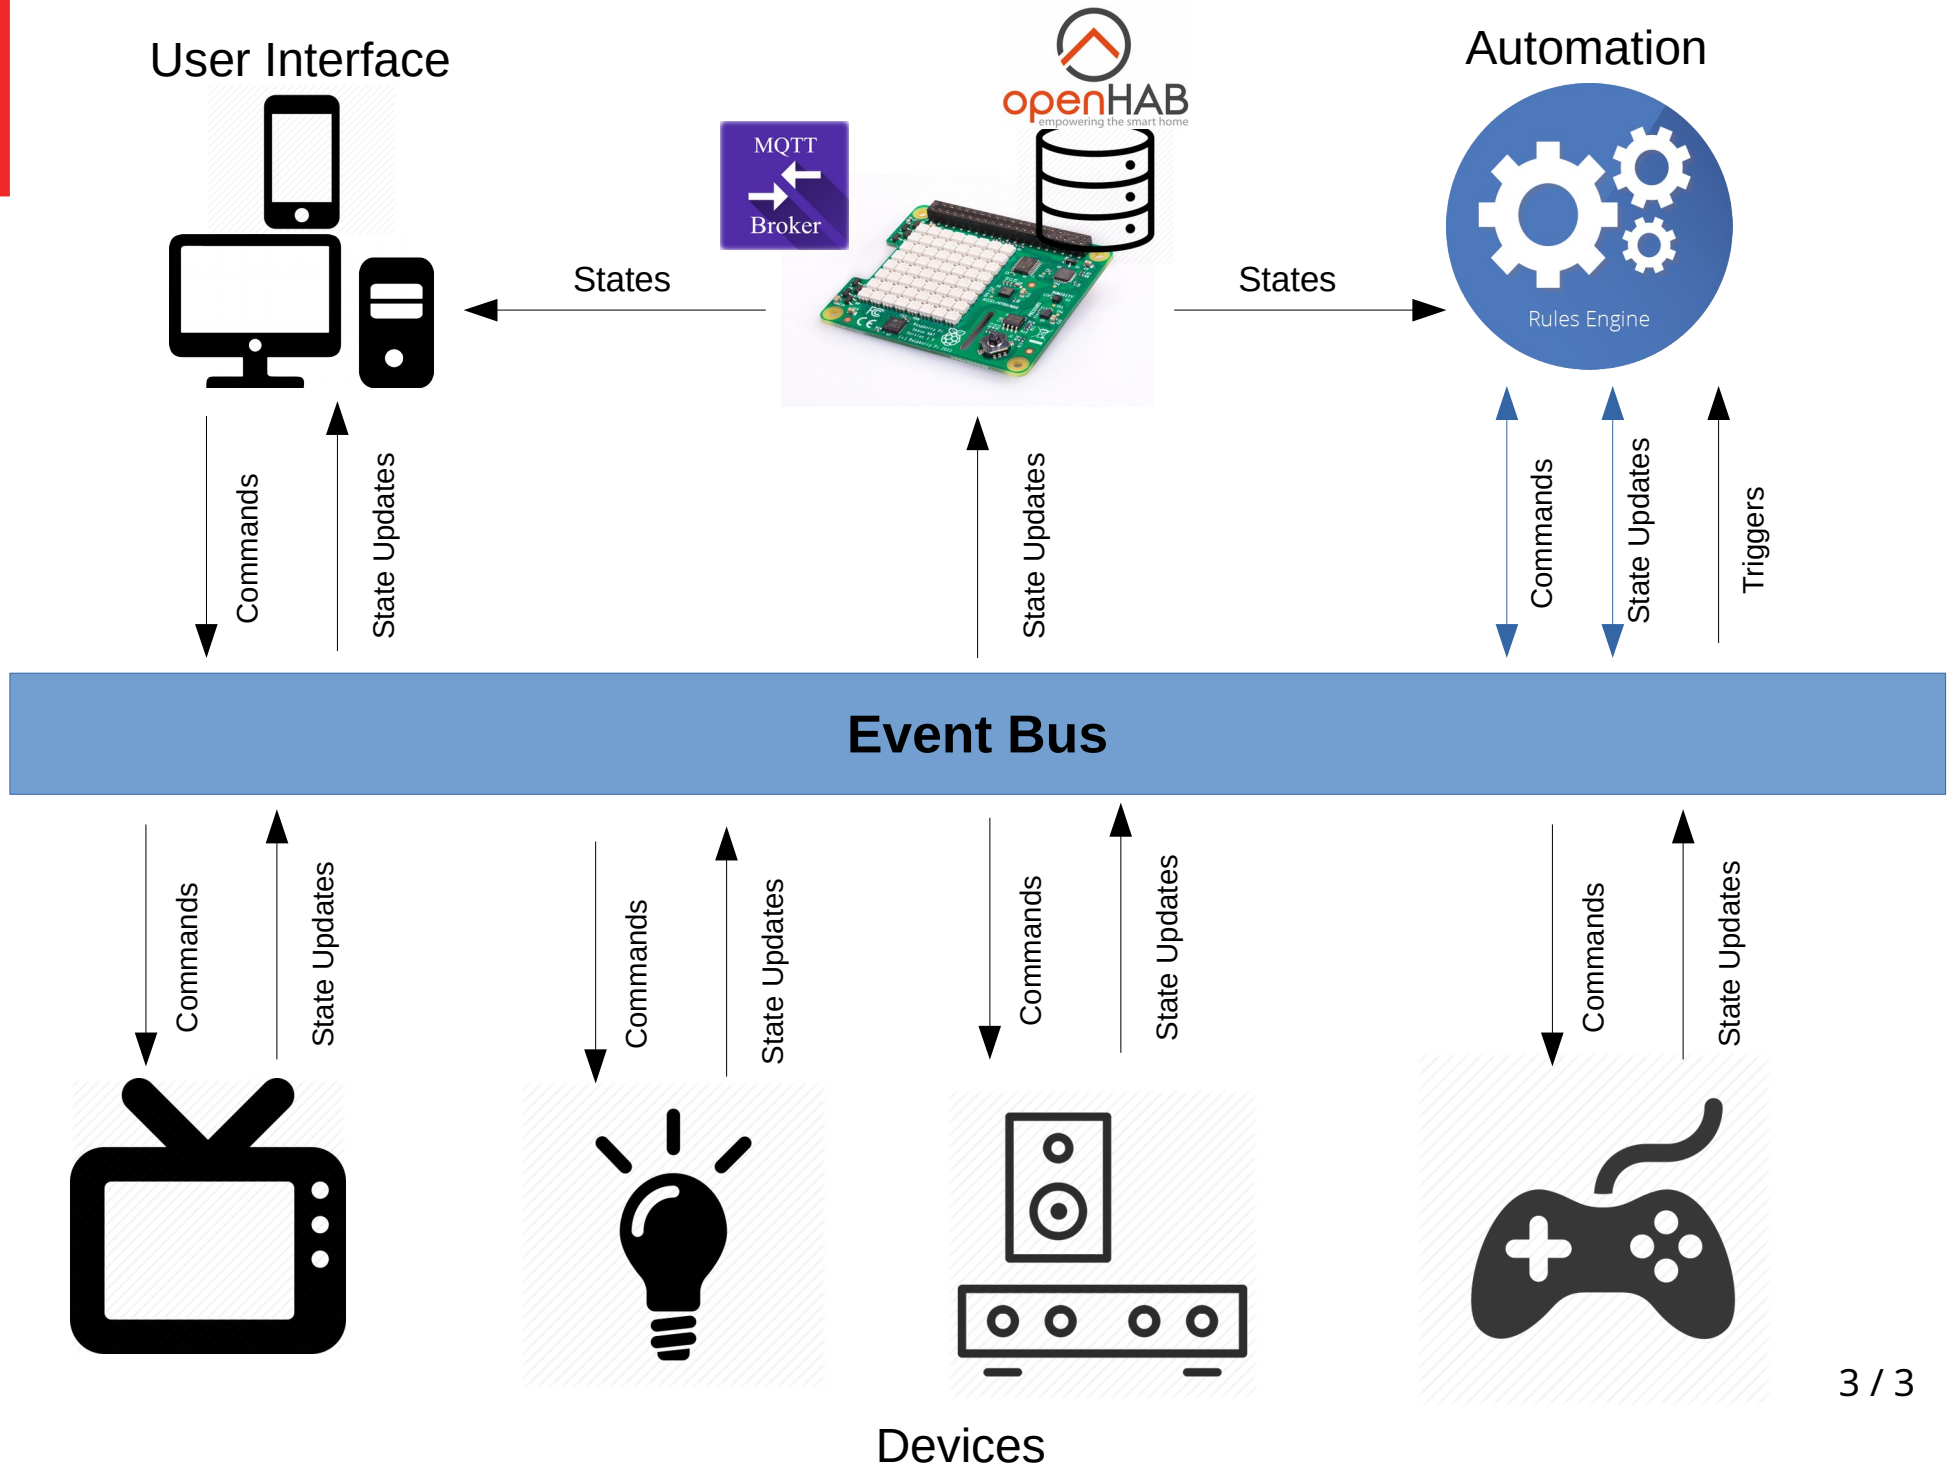 User Interface
openHAB
empowering the smart home
Automation
MQTT
Broker
States
States
Rules Engine
Commands
State Updates
State Updates
Commands
State Updates
Triggers
Event Bus
Commands
State Updates
Commands
State Updates
Commands
State Updates
Commands
State Updates
3 / 3
Devices